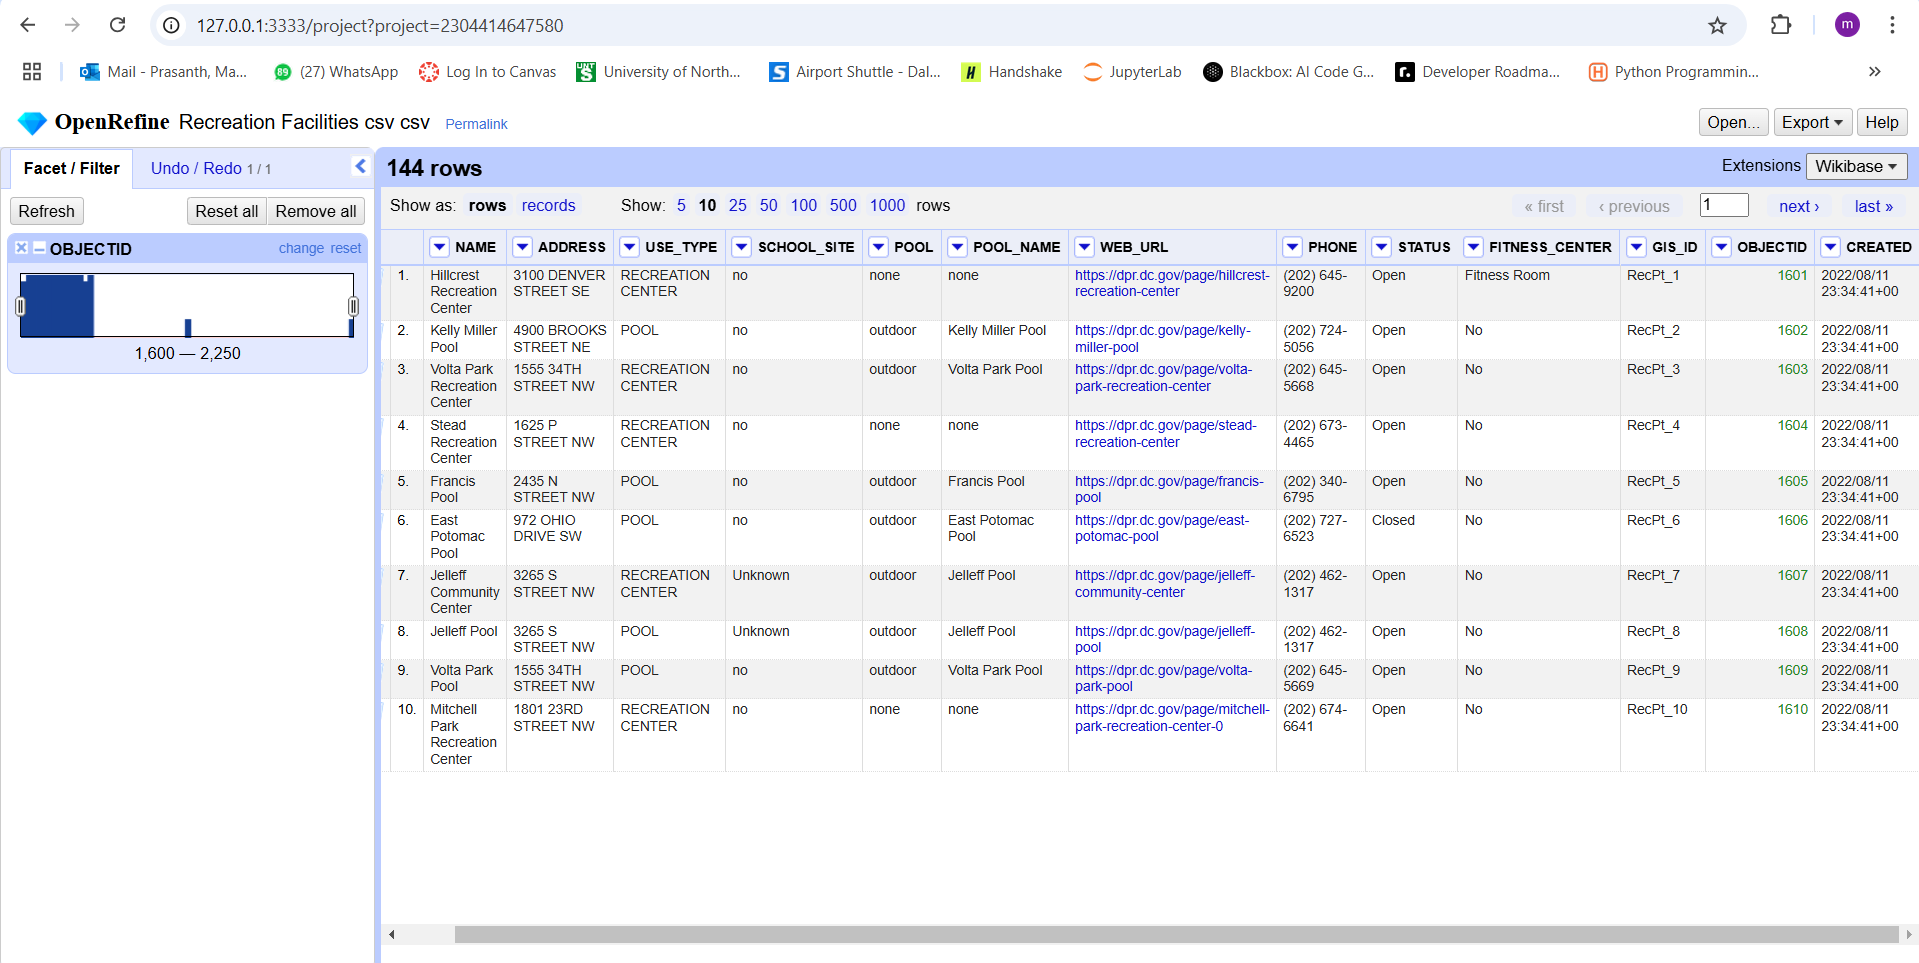 127.0.0.1:3333/project?project=2304414647580
m
Mail - Prasanth, Ma...
89 (27) WhatsApp
Log In to Canvas
UNT University of North...
S Airport Shuttle - Dal...
H Handshake
JupyterLab
Blackbox: AI Code G...
r. Developer Roadma...
H Python Programmin...
»
OpenRefine Recreation Facilities csv csv Permalink
Open... Export Help
Facet / Filter Undo / Redo 1 / 1
144 rows
Extensions Wikibase
Refresh Reset all Remove all
Show as: rows records Show: 5 10 25 50 100 500 1000 rows
« first ‹ previous 1 next › last »
OBJECTID change reset
1,600 — 2,250
NAME ADDRESS USE_TYPE SCHOOL_SITE POOL POOL_NAME WEB_URL PHONE STATUS FITNESS_CENTER GIS_ID OBJECTID CREATED
1. Hillcrest 3100 DENVER RECREATION no none none https://dpr.dc.gov/page/hillcrest- (202) 645- Open Fitness Room RecPt_1 1601 2022/08/11
Recreation STREET SE CENTER recreation-center 9200 23:34:41+00
Center
2. Kelly Miller 4900 BROOKS POOL no outdoor Kelly Miller Pool https://dpr.dc.gov/page/kelly- (202) 724- Open No RecPt_2 1602 2022/08/11
Pool STREET NE miller-pool 5056 23:34:41+00
3. Volta Park 1555 34TH RECREATION no outdoor Volta Park Pool https://dpr.dc.gov/page/volta- (202) 645- Open No RecPt_3 1603 2022/08/11
Recreation STREET NW CENTER park-recreation-center 5668 23:34:41+00
Center
4. Stead 1625 P RECREATION no none none https://dpr.dc.gov/page/stead- (202) 673- Open No RecPt_4 1604 2022/08/11
Recreation STREET NW CENTER recreation-center 4465 23:34:41+00
Center
5. Francis 2435 N POOL no outdoor Francis Pool https://dpr.dc.gov/page/francis- (202) 340- Open No RecPt_5 1605 2022/08/11
Pool STREET NW pool 6795 23:34:41+00
6. East 972 OHIO POOL no outdoor East Potomac https://dpr.dc.gov/page/east- (202) 727- Closed No RecPt_6 1606 2022/08/11
Potomac DRIVE SW Pool potomac-pool 6523 23:34:41+00
Pool
7. Jelleff 3265 S RECREATION Unknown outdoor Jelleff Pool https://dpr.dc.gov/page/jelleff- (202) 462- Open No RecPt_7 1607 2022/08/11
Community STREET NW CENTER community-center 1317 23:34:41+00
Center
8. Jelleff Pool 3265 S POOL Unknown outdoor Jelleff Pool https://dpr.dc.gov/page/jelleff- (202) 462- Open No RecPt_8 1608 2022/08/11
STREET NW pool 1317 23:34:41+00
9. Volta Park 1555 34TH POOL no outdoor Volta Park Pool https://dpr.dc.gov/page/volta- (202) 645- Open No RecPt_9 1609 2022/08/11
Pool STREET NW park-pool 5669 23:34:41+00
10. Mitchell 1801 23RD RECREATION no none none https://dpr.dc.gov/page/mitchell- (202) 674- Open No RecPt_10 1610 2022/08/11
Park STREET NW CENTER park-recreation-center-0 6641 23:34:41+00
Recreation
Center